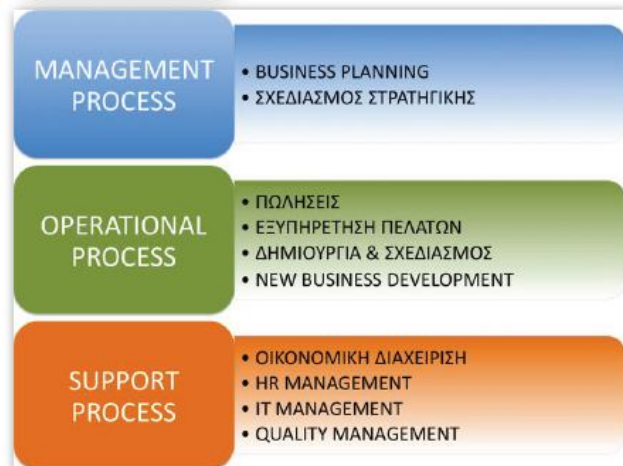 MANAGEMENT
PROCESS
• BUSINESS PLANNING
• ΣΧΕΔΙΑΣΜΟΣ ΣΤΡΑΤΗΓΙΚΗΣ
OPERATIONAL
PROCESS
• ΠΩΛΗΣΕΙΣ
• ΕΞΥΠΗΡΕΤΗΣΗ ΠΕΛΑΤΩΝ
• ΔΗΜΙΟΥΡΓΙΑ & ΣΧΕΔΙΑΣΜΟΣ
• NEW BUSINESS DEVELOPMENT
SUPPORT
PROCESS
• ΟΙΚΟΝΟΜΙΚΗ ΔΙΑΧΕΙΡΙΣΗ
• HR MANAGEMENT
• IT MANAGEMENT
• QUALITY MANAGEMENT